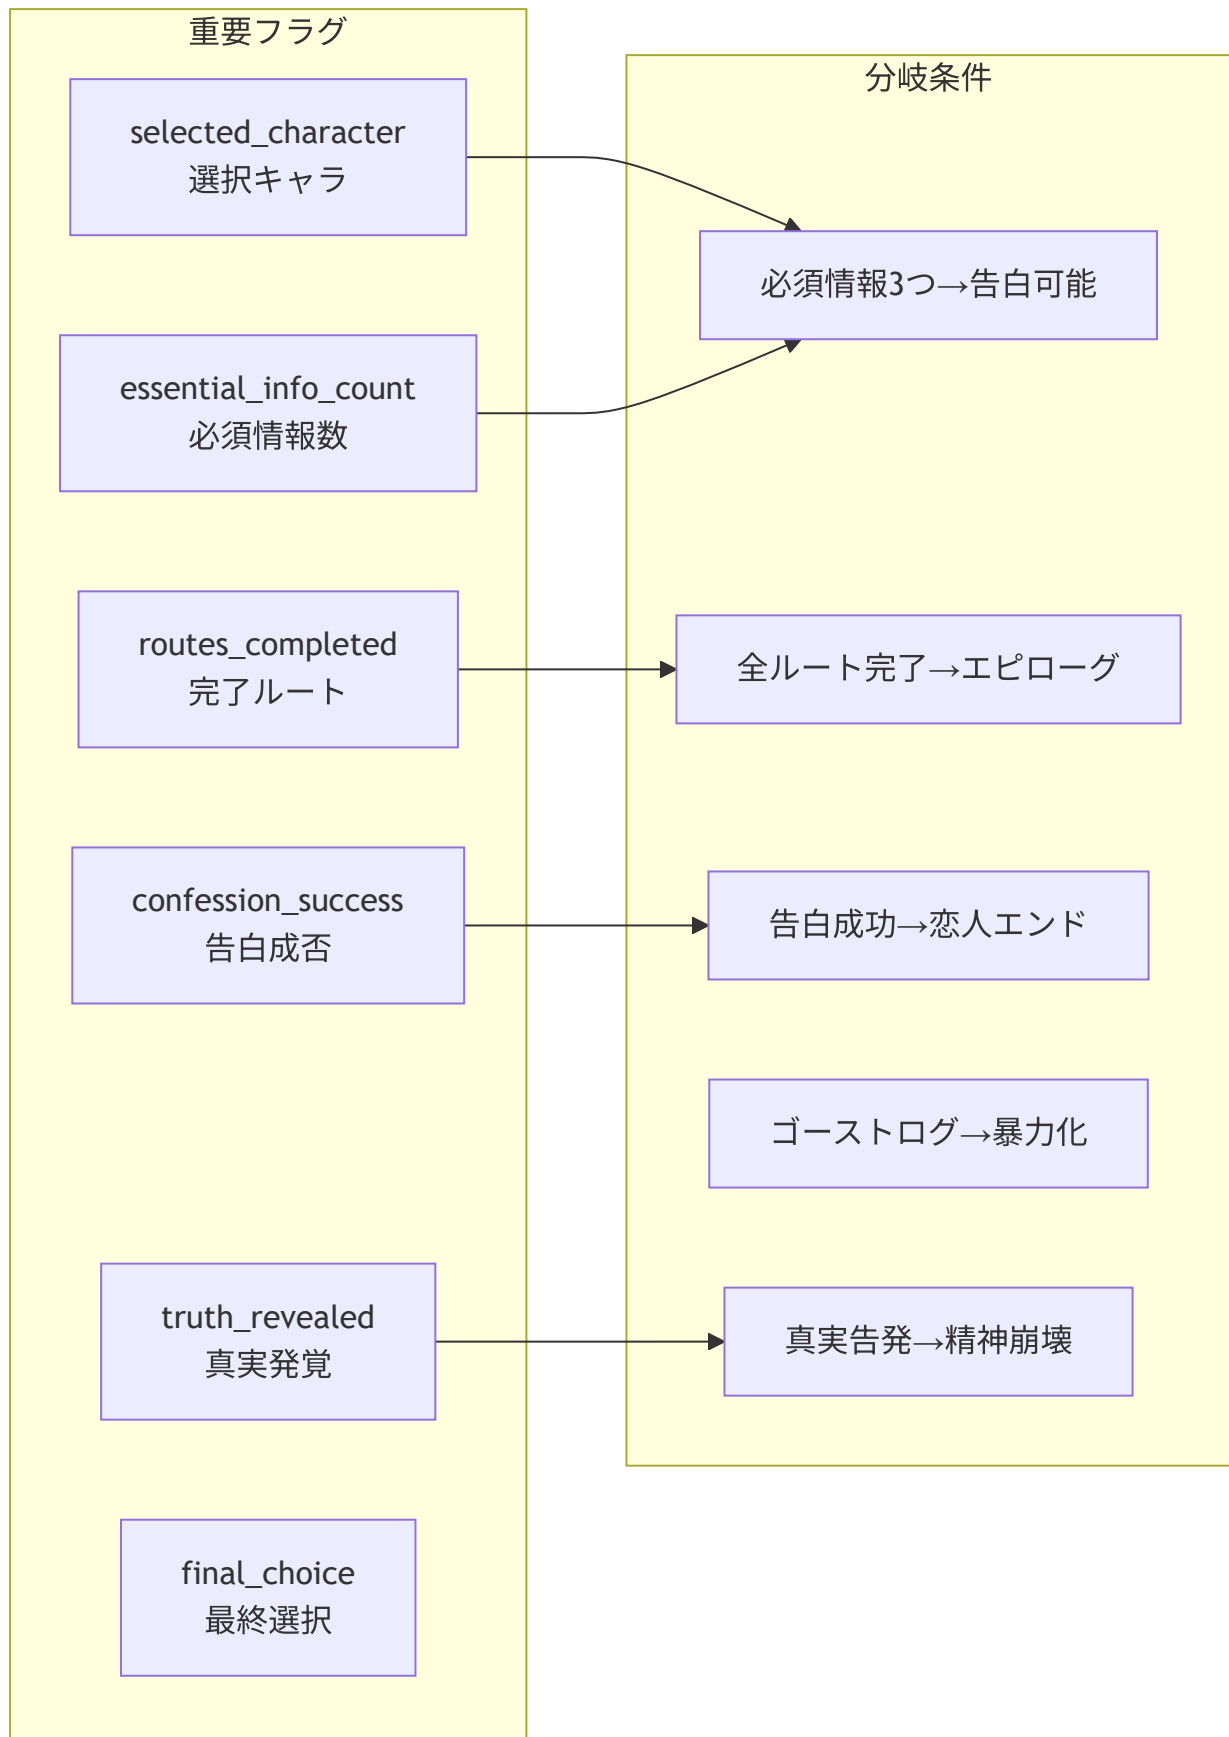 重要フラグ
selected_character
選択キャラ
essential_info_count
必須情報数
routes_completed
完了ルート
confession_success
告白成否
truth_revealed
真実発覚
final_choice
最終選択
分岐条件
必須情報3つ→告白可能
全ルート完了→エピローグ
告白成功→恋人エンド
ゴーストログ→暴力化
真実告発→精神崩壊